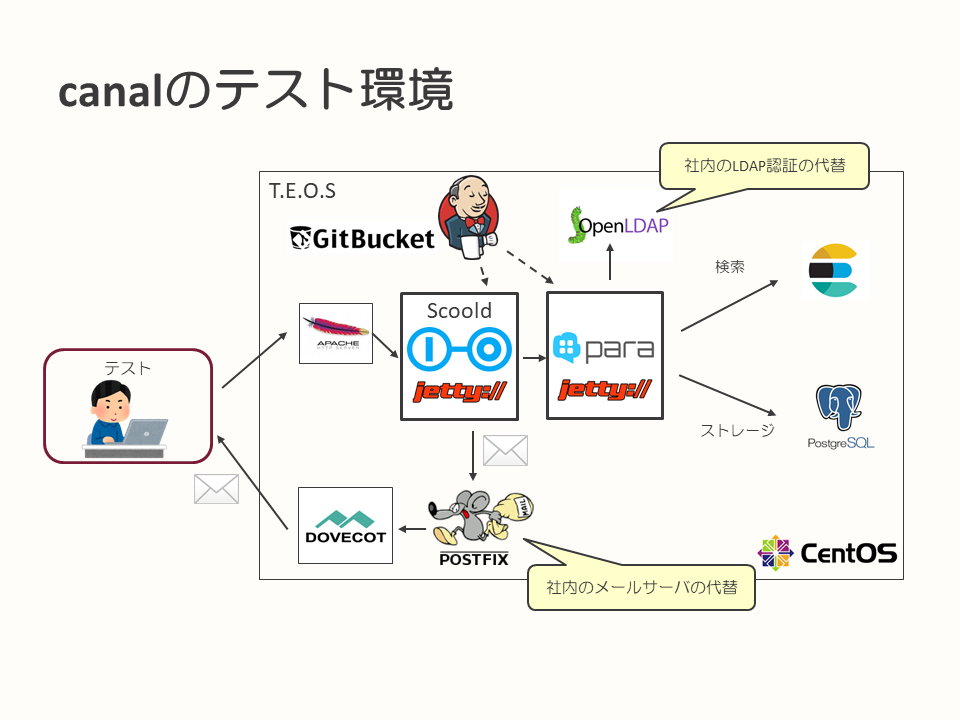 canalのテスト環境
社内のLDAP認証の代替
T.E.O.S
GitBucket
OpenLDAP
検索
Scoold
APACHE
HTTP SERVER
para
jetty://
jetty://
テスト
ストレージ
PostgreSQL
MAIL
DOVECOT
POSTFIX
CentOS
社内のメールサーバの代替